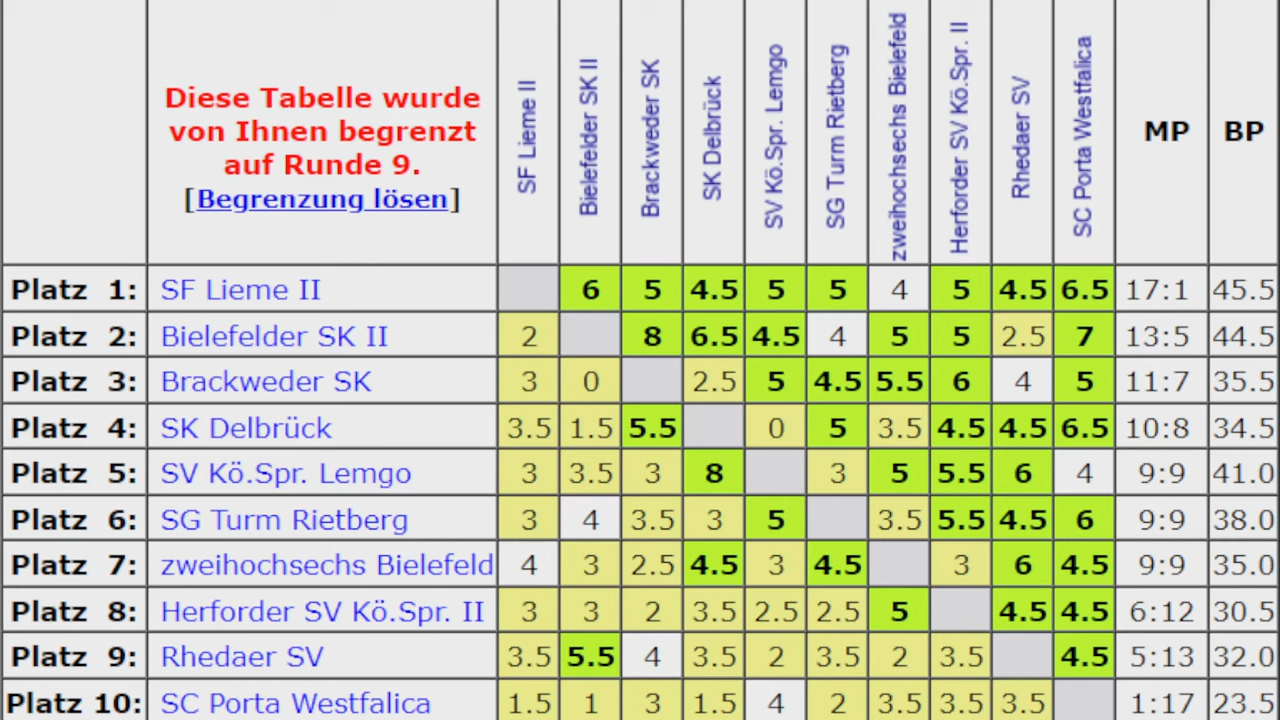 Diese Tabelle wurde
von Ihnen begrenzt
auf Runde 9.
[Begrenzung lösen]
SF Lieme II
Bielefelder SK II
Brackweder SK
SK Delbrück
SV Kö.Spr. Lemgo
SG Turm Rietberg
zweihochsechs Bielefeld
Herforder SV Kö.Spr. II
Rhedaer SV
SC Porta Westfalica
MP BP
Platz 1: SF Lieme II 6 5 4.5 5 5 4 5 4.5 6.5 17:1 45.5
Platz 2: Bielefelder SK II 2 8 6.5 4.5 4 5 5 2.5 7 13:5 44.5
Platz 3: Brackweder SK 3 0 2.5 5 4.5 5.5 6 4 5 11:7 35.5
Platz 4: SK Delbrück 3.5 1.5 5.5 0 5 3.5 4.5 4.5 6.5 10:8 34.5
Platz 5: SV Kö.Spr. Lemgo 3 3.5 3 8 3 5 5.5 6 4 9:9 41.0
Platz 6: SG Turm Rietberg 3 4 3.5 3 5 3.5 5.5 4.5 6 9:9 38.0
Platz 7: zweihochsechs Bielefeld 4 3 2.5 4.5 3 4.5 3 6 4.5 9:9 35.0
Platz 8: Herforder SV Kö.Spr. II 3 3 2 3.5 2.5 2.5 5 4.5 4.5 6:12 30.5
Platz 9: Rhedaer SV 3.5 5.5 4 3.5 2 3.5 2 3.5 4.5 5:13 32.0
Platz 10: SC Porta Westfalica 1.5 1 3 1.5 4 2 3.5 3.5 3.5 1:17 23.5